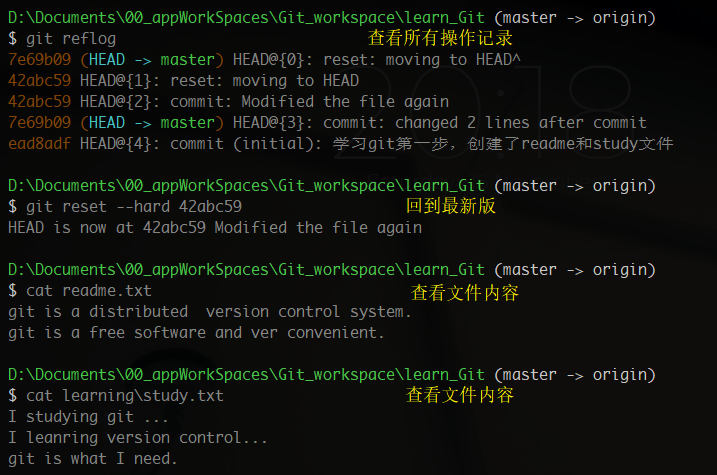 D:\Documents\00_appWorkSpaces\Git_workspace\learn_Git (master -> origin)
$ git reflog 查看所有操作记录
7e69b09 (HEAD -> master) HEAD@{0}: reset: moving to HEAD^
42abc59 HEAD@{1}: reset: moving to HEAD
42abc59 HEAD@{2}: commit: Modified the file again
7e69b09 (HEAD -> master) HEAD@{3}: commit: changed 2 lines after commit
ead8adf HEAD@{4}: commit (initial): 学习git第一步，创建了readme和study文件
D:\Documents\00_appWorkSpaces\Git_workspace\learn_Git (master -> origin)
$ git reset --hard 42abc59 回到最新版
HEAD is now at 42abc59 Modified the file again
D:\Documents\00_appWorkSpaces\Git_workspace\learn_Git (master -> origin)
$ cat readme.txt 查看文件内容
git is a distributed  version control system.
git is a free software and ver convenient.
D:\Documents\00_appWorkSpaces\Git_workspace\learn_Git (master -> origin)
$ cat learning\study.txt 查看文件内容
I studying git ...
I leanring version control...
git is what I need.